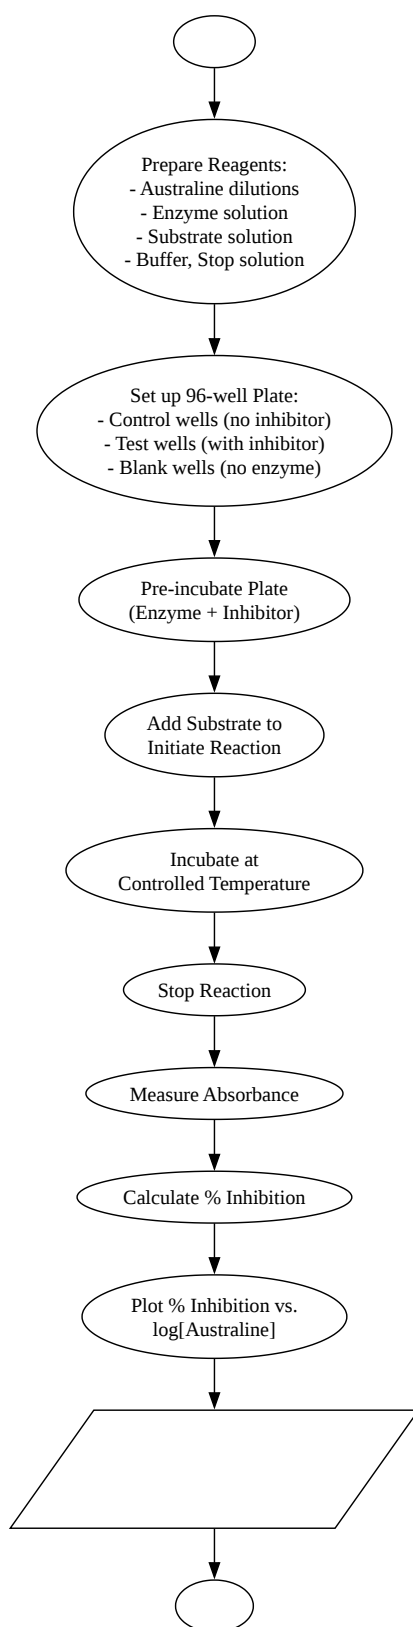 Prepare Reagents:
- Australine dilutions
- Enzyme solution
- Substrate solution
- Buffer, Stop solution
Set up 96-well Plate:
- Control wells (no inhibitor)
- Test wells (with inhibitor)
- Blank wells (no enzyme)
Pre-incubate Plate
(Enzyme + Inhibitor)
Add Substrate to
Initiate Reaction
Incubate at
Controlled Temperature
Stop Reaction
Measure Absorbance
Calculate % Inhibition
Plot % Inhibition vs.
log[Australine]